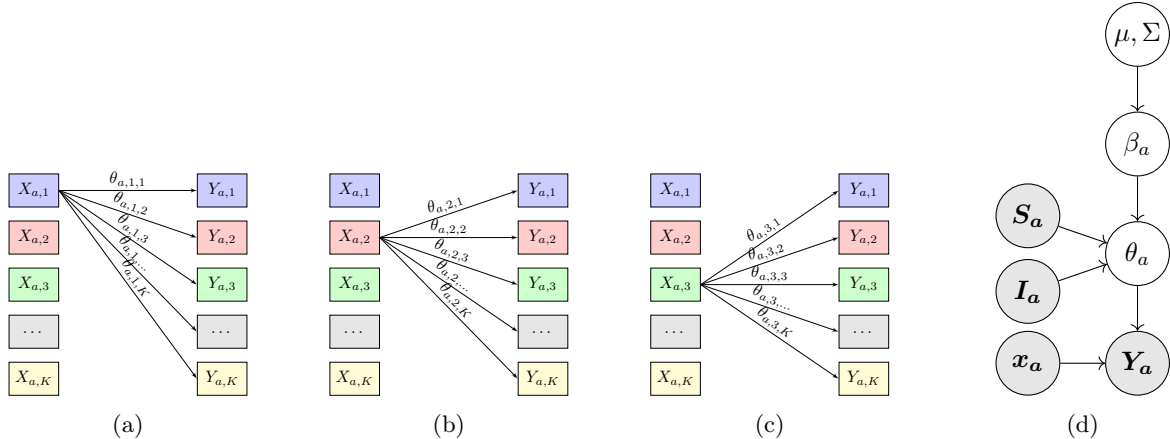 X_{a,1}
X_{a,2}
X_{a,3}
...
X_{a,K}
θ_{a,1,1}
θ_{a,1,2}
θ_{a,1,3}
θ_{a,1,...}
θ_{a,1,K}
Y_{a,1}
Y_{a,2}
Y_{a,3}
...
Y_{a,K}
(a)
X_{a,1}
X_{a,2}
X_{a,3}
...
X_{a,K}
θ_{a,2,1}
θ_{a,2,2}
θ_{a,2,3}
θ_{a,2,...}
θ_{a,2,K}
Y_{a,1}
Y_{a,2}
Y_{a,3}
...
Y_{a,K}
(b)
X_{a,1}
X_{a,2}
X_{a,3}
...
X_{a,K}
θ_{a,3,1}
θ_{a,3,2}
θ_{a,3,3}
θ_{a,3,...}
θ_{a,3,K}
Y_{a,1}
Y_{a,2}
Y_{a,3}
...
Y_{a,K}
(c)
μ, Σ
β_a
S_a
θ_a
I_a
x_a
Y_a
(d)